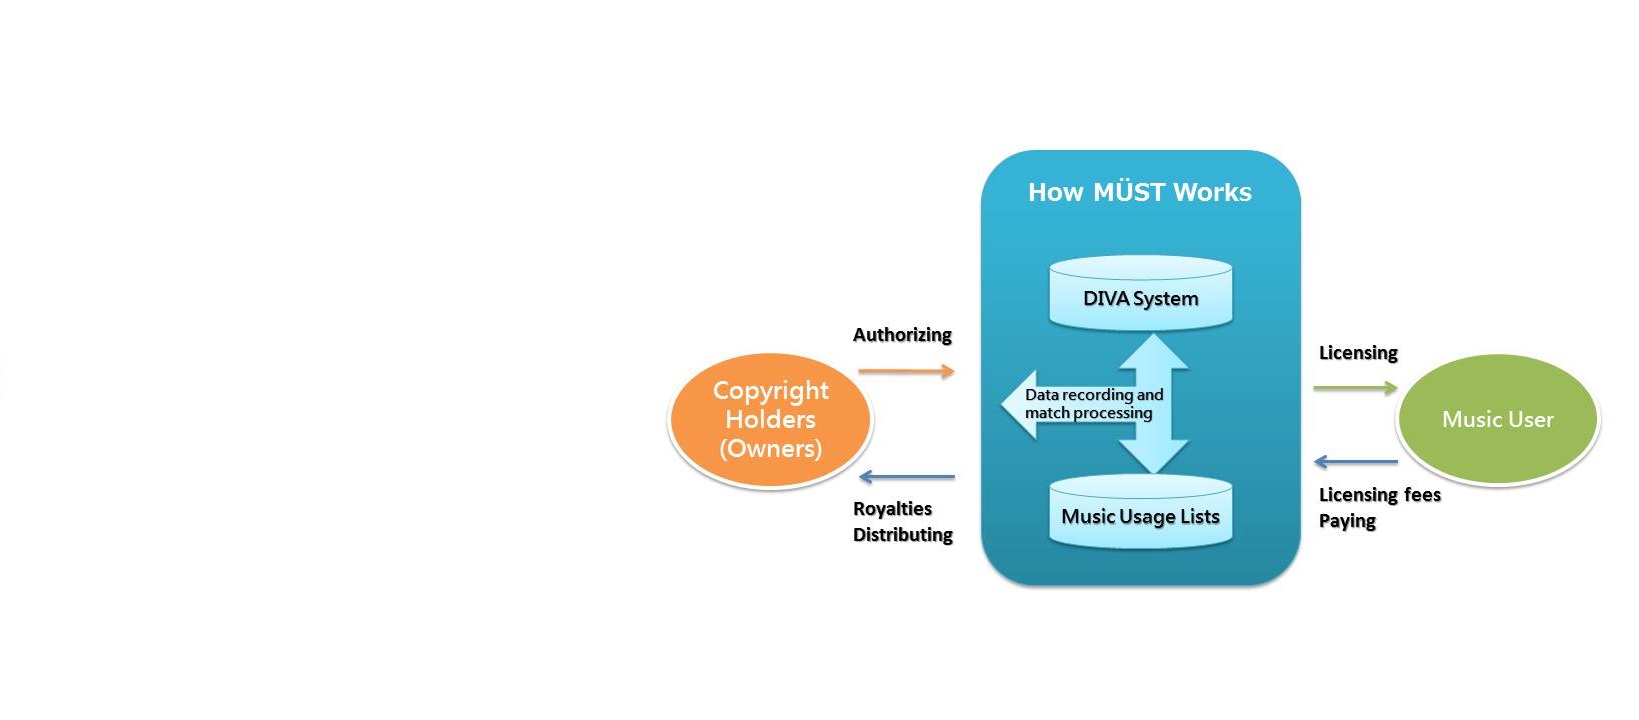 How MÜST Works
DIVA System
Authorizing
Licensing
Copyright
Holders
(Owners)
Data recording and
match processing
Music User
Royalties
Distributing
Music Usage Lists
Licensing fees
Paying